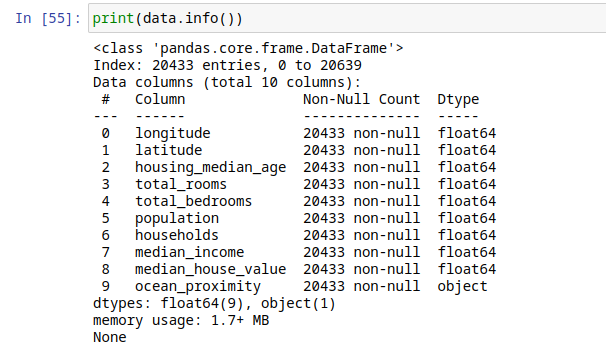 In [55]: print(data.info())
<class 'pandas.core.frame.DataFrame'>
Index: 20433 entries, 0 to 20639
Data columns (total 10 columns):
 #   Column              Non-Null Count  Dtype
---  ------              --------------  -----
 0   longitude           20433 non-null  float64
 1   latitude            20433 non-null  float64
 2   housing_median_age  20433 non-null  float64
 3   total_rooms         20433 non-null  float64
 4   total_bedrooms      20433 non-null  float64
 5   population          20433 non-null  float64
 6   households          20433 non-null  float64
 7   median_income       20433 non-null  float64
 8   median_house_value  20433 non-null  float64
 9   ocean_proximity     20433 non-null  object
dtypes: float64(9), object(1)
memory usage: 1.7+ MB
None